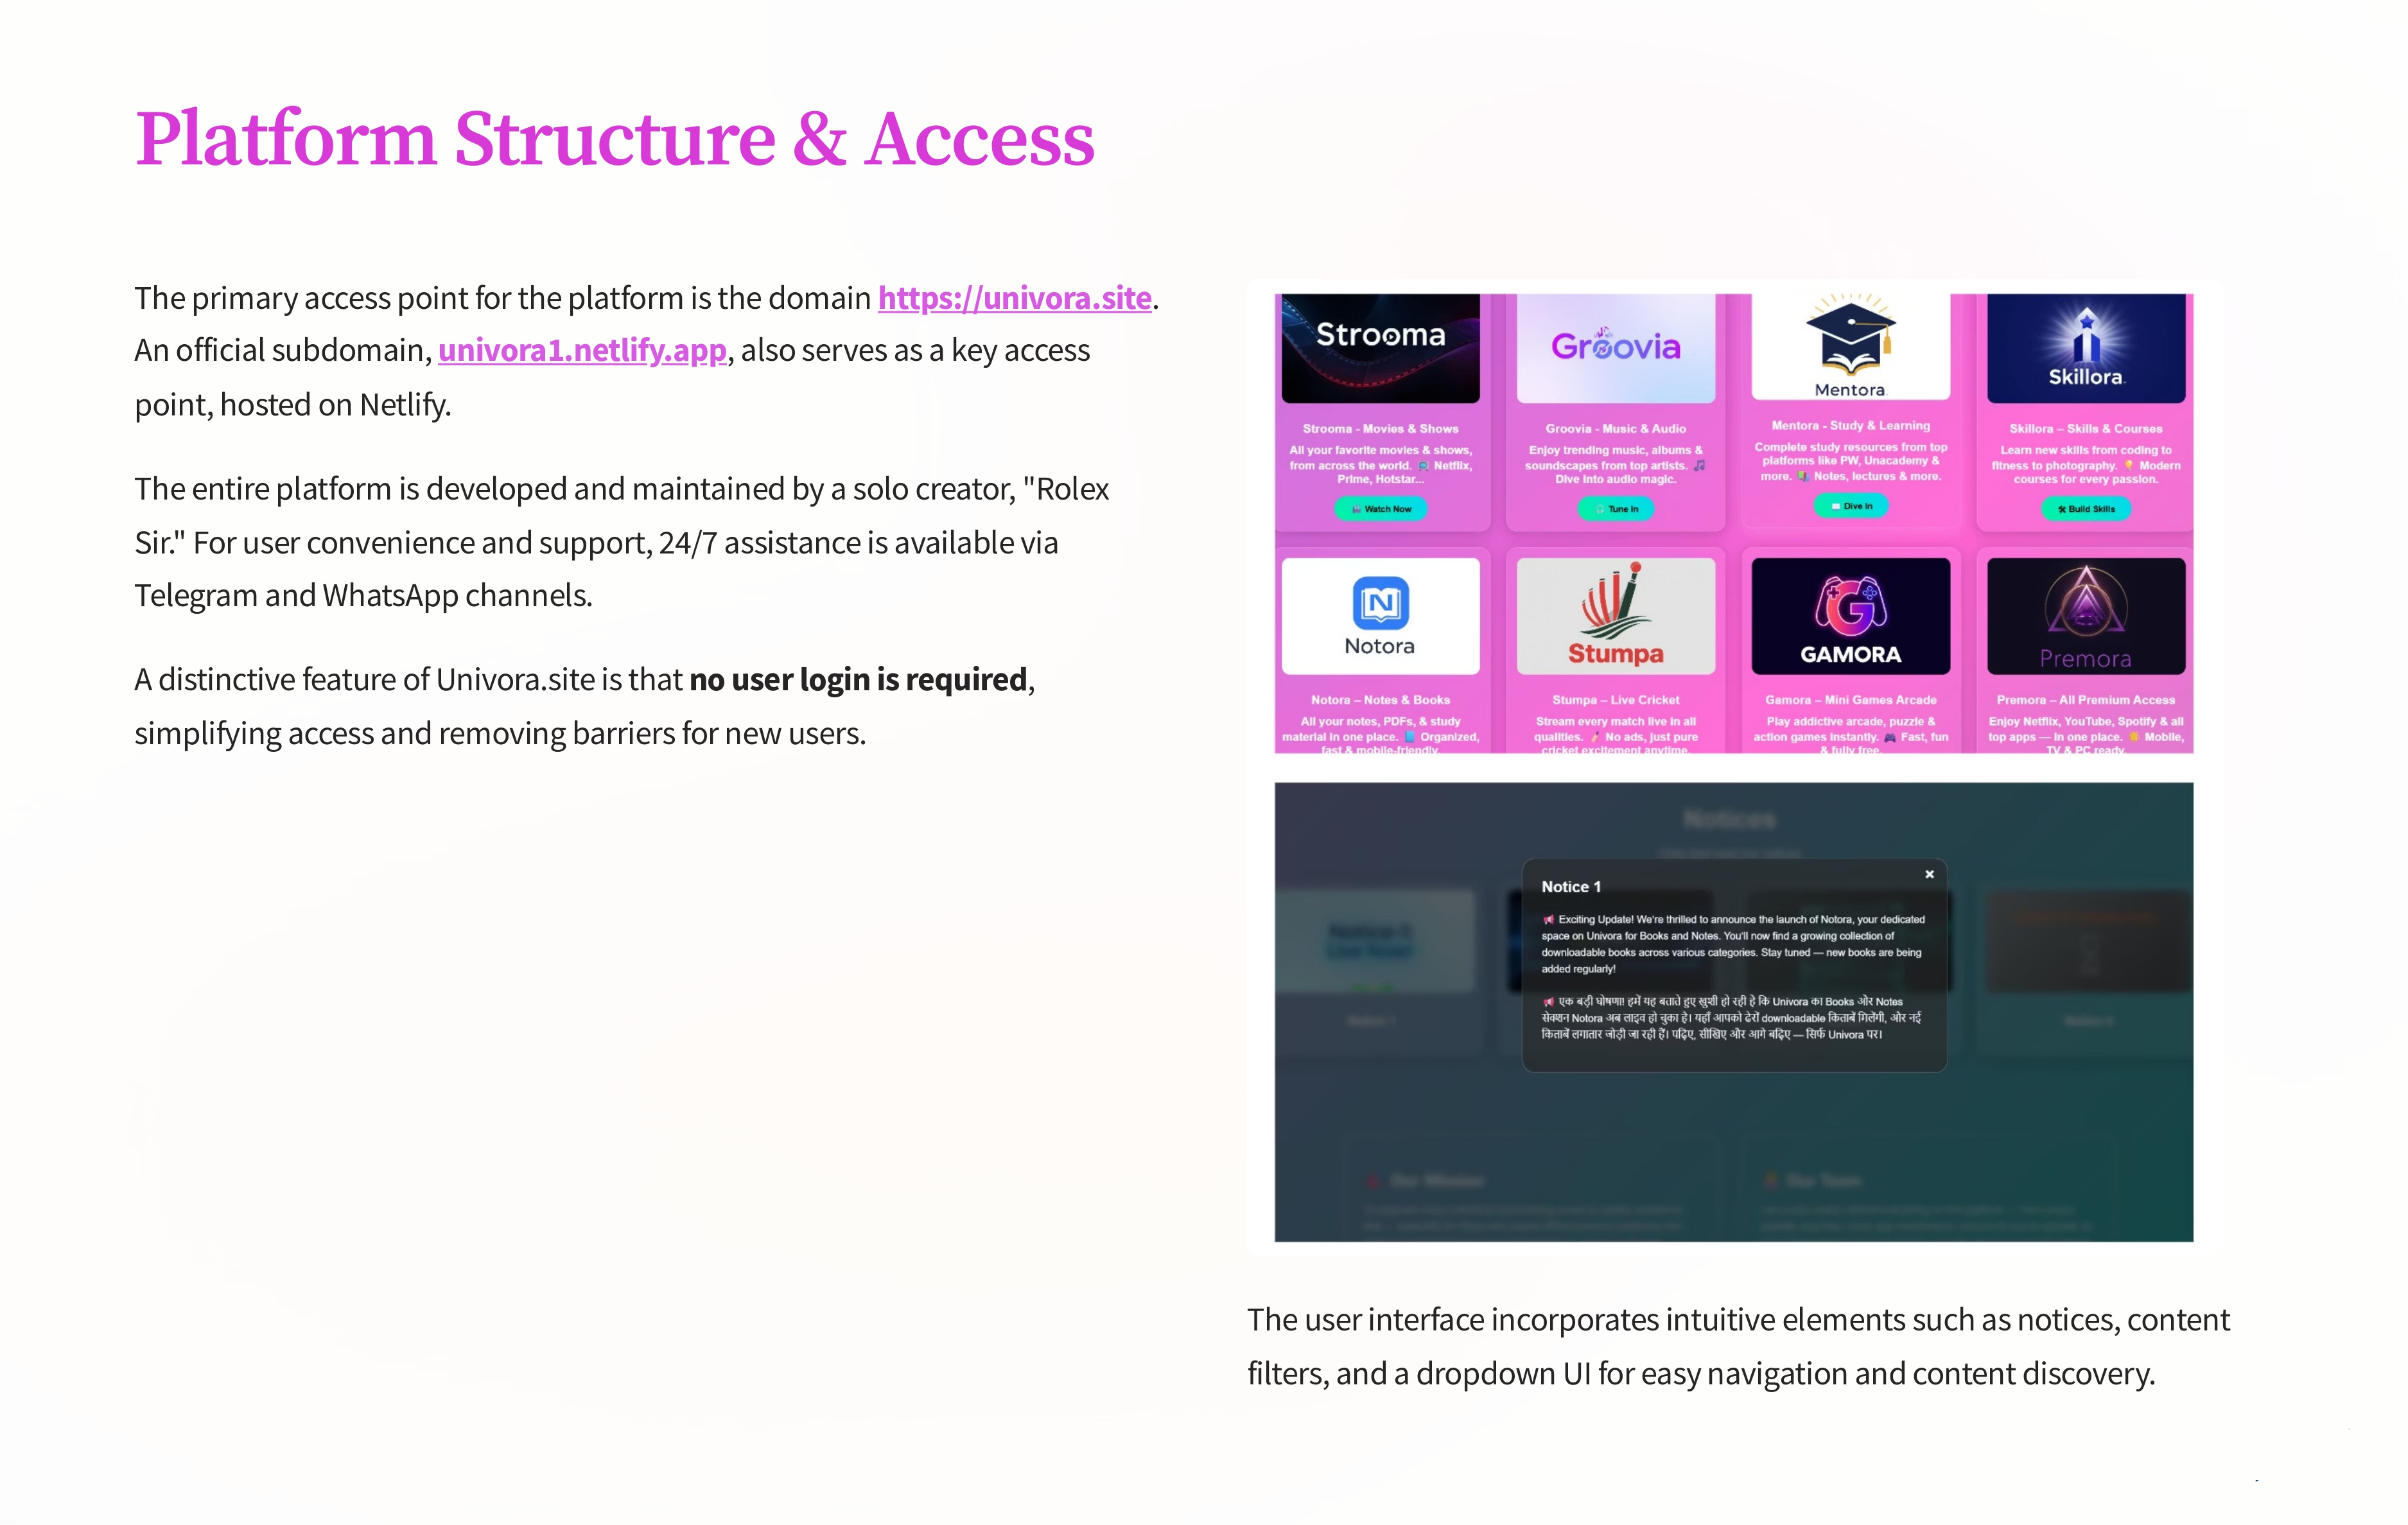 Platform Structure & Access
The primary access point for the platform is the domain https://univora.site.
An official subdomain, univora1.netlify.app, also serves as a key access
point, hosted on Netlify.
The entire platform is developed and maintained by a solo creator, "Rolex
Sir." For user convenience and support, 24/7 assistance is available via
Telegram and WhatsApp channels.
A distinctive feature of Univora.site is that no user login is required,
simplifying access and removing barriers for new users.
Strooma
Strooma - Movies & Shows
All your favorite movies & shows,
from across the world. 📺 Netflix,
Prime, Hotstar...
Watch Now
Groovia
Groovia - Music & Audio
Enjoy trending music, albums &
soundscapes from top artists. 🎵
Dive into audio magic.
Tune In
Mentora
Mentora - Study & Learning
Complete study resources from top
platforms like PW, Unacademy &
more. 📚 Notes, lectures & more.
Dive In
Skillora
Skillora – Skills & Courses
Learn new skills from coding to
fitness to photography. 💡 Modern
courses for every passion.
🛠 Build Skills
Notora
Notora – Notes & Books
All your notes, PDFs, & study
material in one place. 📘 Organized,
fast & mobile-friendly.
Stumpa
Stumpa – Live Cricket
Stream every match live in all
qualities. 🏏 No ads, just pure
cricket excitement anytime.
GAMORA
Gamora – Mini Games Arcade
Play addictive arcade, puzzle &
action games instantly. 🎮 Fast, fun
& fully free.
Premora
Premora – All Premium Access
Enjoy Netflix, YouTube, Spotify & all
top apps — in one place. 🌟 Mobile,
TV & PC ready.
Notices
Notice 1
📢 Exciting Update! We're thrilled to announce the launch of Notora, your dedicated
space on Univora for Books and Notes. You'll now find a growing collection of
downloadable books across various categories. Stay tuned — new books are being
added regularly!
📢 एक बड़ी घोषणा! हमें यह बताते हुए खुशी हो रही है कि Univora का Books और Notes
सेक्शन Notora अब लाइव हो चुका है। यहाँ आपको ढेरों downloadable किताबें मिलेंगी, और नई
किताबें लगातार जोड़ी जा रही हैं। पढ़िए, सीखिए और आगे बढ़िए — सिर्फ Univora पर।
Our Mission
Our Team
The user interface incorporates intuitive elements such as notices, content
filters, and a dropdown UI for easy navigation and content discovery.